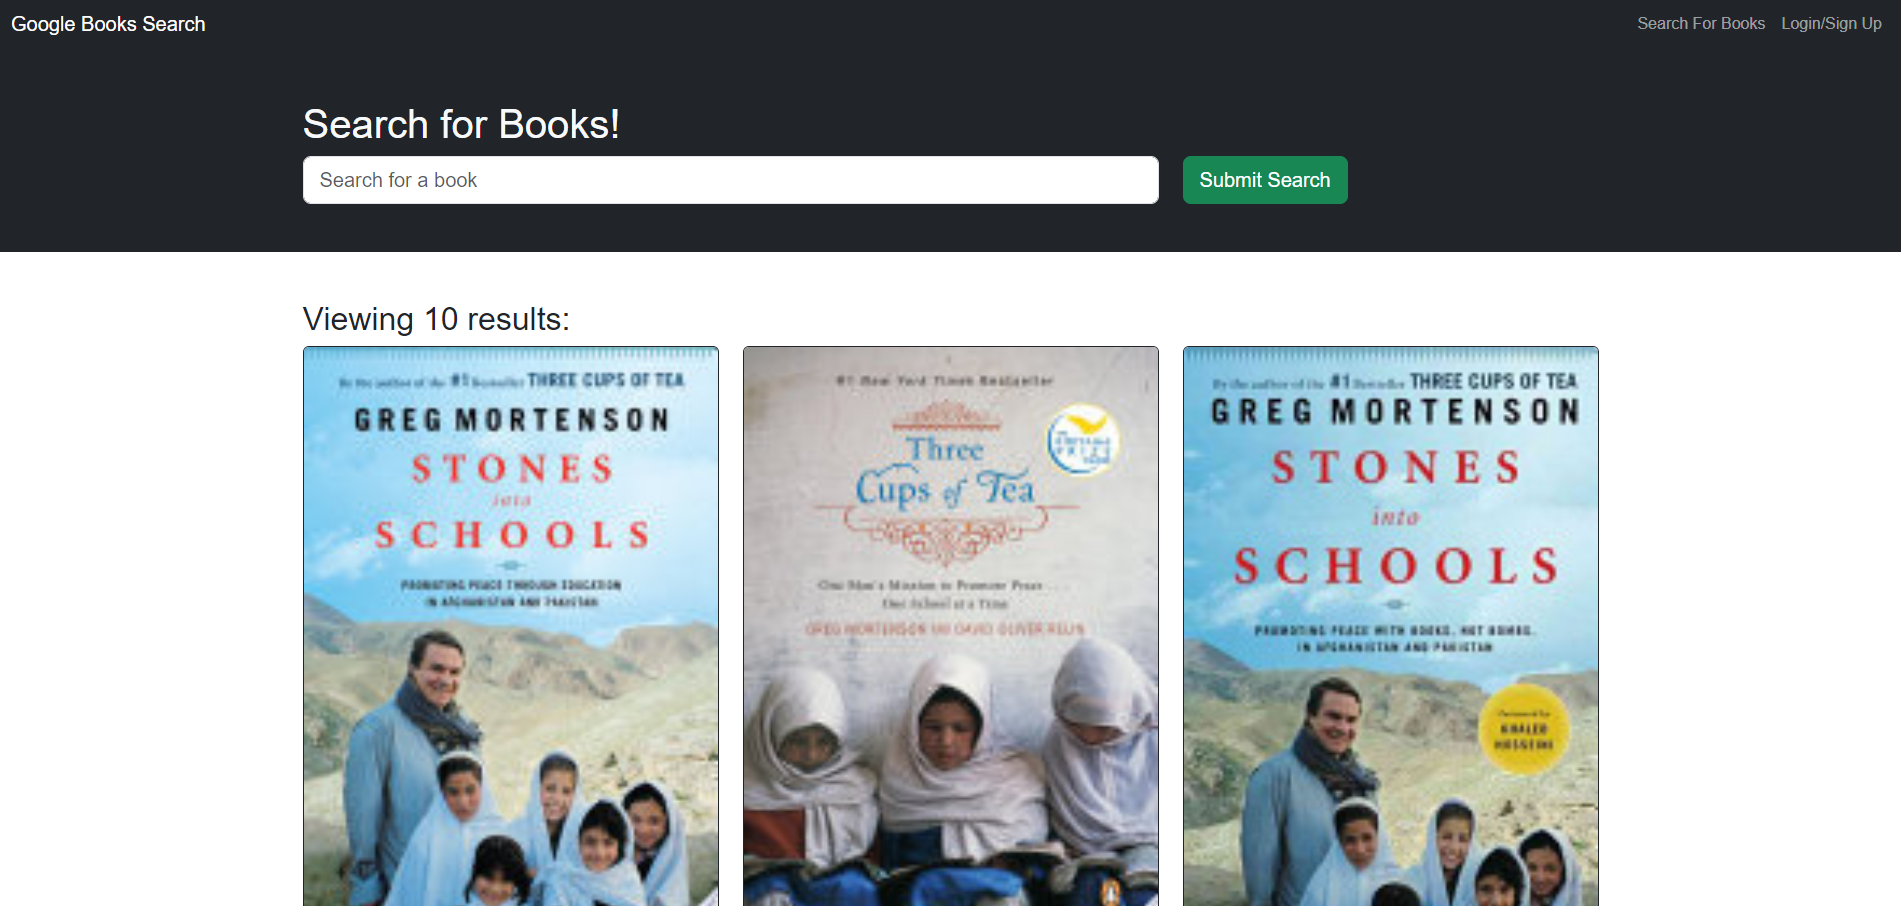 Google Books Search
Search For Books
Login/Sign Up
Search for Books!
Search for a book
Submit Search
Viewing 10 results:
By the author of the #1 Bestseller THREE CUPS OF TEA
GREG MORTENSON
STONES
into
SCHOOLS
PROMOTING PEACE THROUGH EDUCATION
IN AFGHANISTAN AND PAKISTAN
#1 New York Times Bestseller
Three
Cups of Tea
One Man's Mission to Promote Peace . . .
One School at a Time
GREG MORTENSON AND DAVID OLIVER RELIN
PRIZE
By the author of the #1 Bestseller THREE CUPS OF TEA
GREG MORTENSON
STONES
into
SCHOOLS
PROMOTING PEACE WITH BOOKS, NOT BOMBS,
IN AFGHANISTAN AND PAKISTAN
Foreword by
KHALED
HOSSEINI